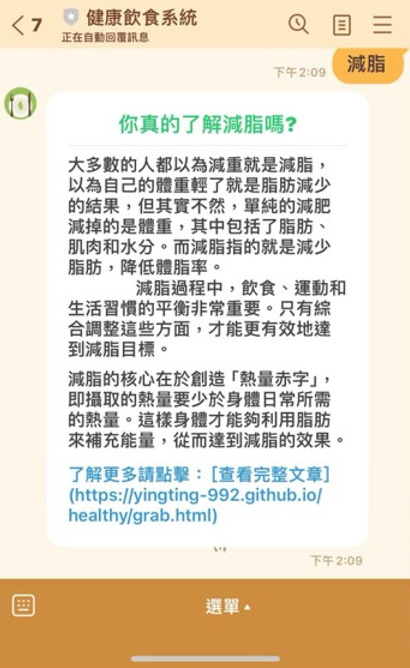 7
健康飲食系統
正在自動回覆訊息
減脂
下午2:09
你真的了解減脂嗎?
大多數的人都以為減重就是減脂，
以為自己的體重輕了就是脂肪減少
的結果，但其實不然，單純的減肥
減掉的是體重，其中包括了脂肪、
肌肉和水分。而減脂指的就是減少
脂肪，降低體脂率。
減脂過程中，飲食、運動和
生活習慣的平衡非常重要。只有綜
合調整這些方面，才能更有效地達
到減脂目標。
減脂的核心在於創造「熱量赤字」，
即攝取的熱量要少於身體日常所需
的熱量。這樣身體才能夠利用脂肪
來補充能量，從而達到減脂的效果。
了解更多請點擊：[查看完整文章]
(https://yingting-992.github.io/
healthy/grab.html)
下午2:09
選單▲